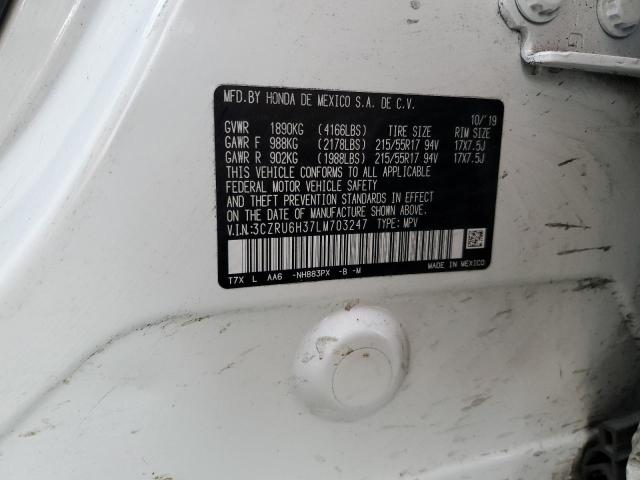 MFD.BY HONDA DE MEXICO S.A. DE C.V.
10/'19
GVWR 1890KG (4166LBS) TIRE SIZE RIM SIZE
GAWR F 988KG (2178LBS) 215/55R17 94V 17X7.5J
GAWR R 902KG (1988LBS) 215/55R17 94V 17X7.5J
THIS VEHICLE CONFORMS TO ALL APPLICABLE
FEDERAL MOTOR VEHICLE SAFETY
AND THEFT PREVENTION STANDARDS IN EFFECT
ON THE DATE OF MANUFACTURE SHOWN ABOVE.
V.I.N:3CZRU6H37LM703247 TYPE: MPV
T7X L AA6 -NH883PX -B -M
MADE IN MEXICO